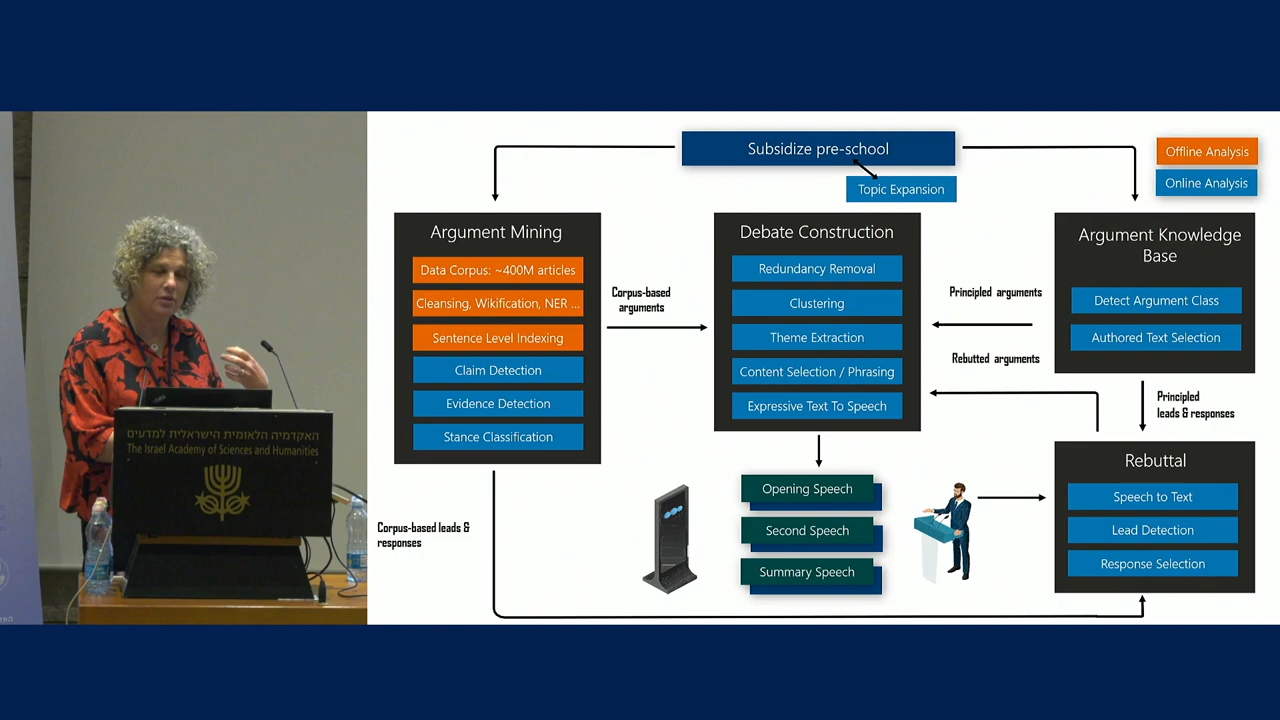 האקדמיה הלאומית הישראלית למדעים
The Israel Academy of Sciences and Humanities
Subsidize pre-school
Topic Expansion
Offline Analysis
Online Analysis
Argument Mining
Data Corpus: ~400M articles
Cleansing, Wikification, NER ...
Sentence Level Indexing
Claim Detection
Evidence Detection
Stance Classification
Corpus-based
arguments
Debate Construction
Redundancy Removal
Clustering
Theme Extraction
Content Selection / Phrasing
Expressive Text To Speech
Principled arguments
Rebutted arguments
Argument Knowledge
Base
Detect Argument Class
Authored Text Selection
Principled
leads & responses
Corpus-based leads &
responses
Opening Speech
Second Speech
Summary Speech
Rebuttal
Speech to Text
Lead Detection
Response Selection